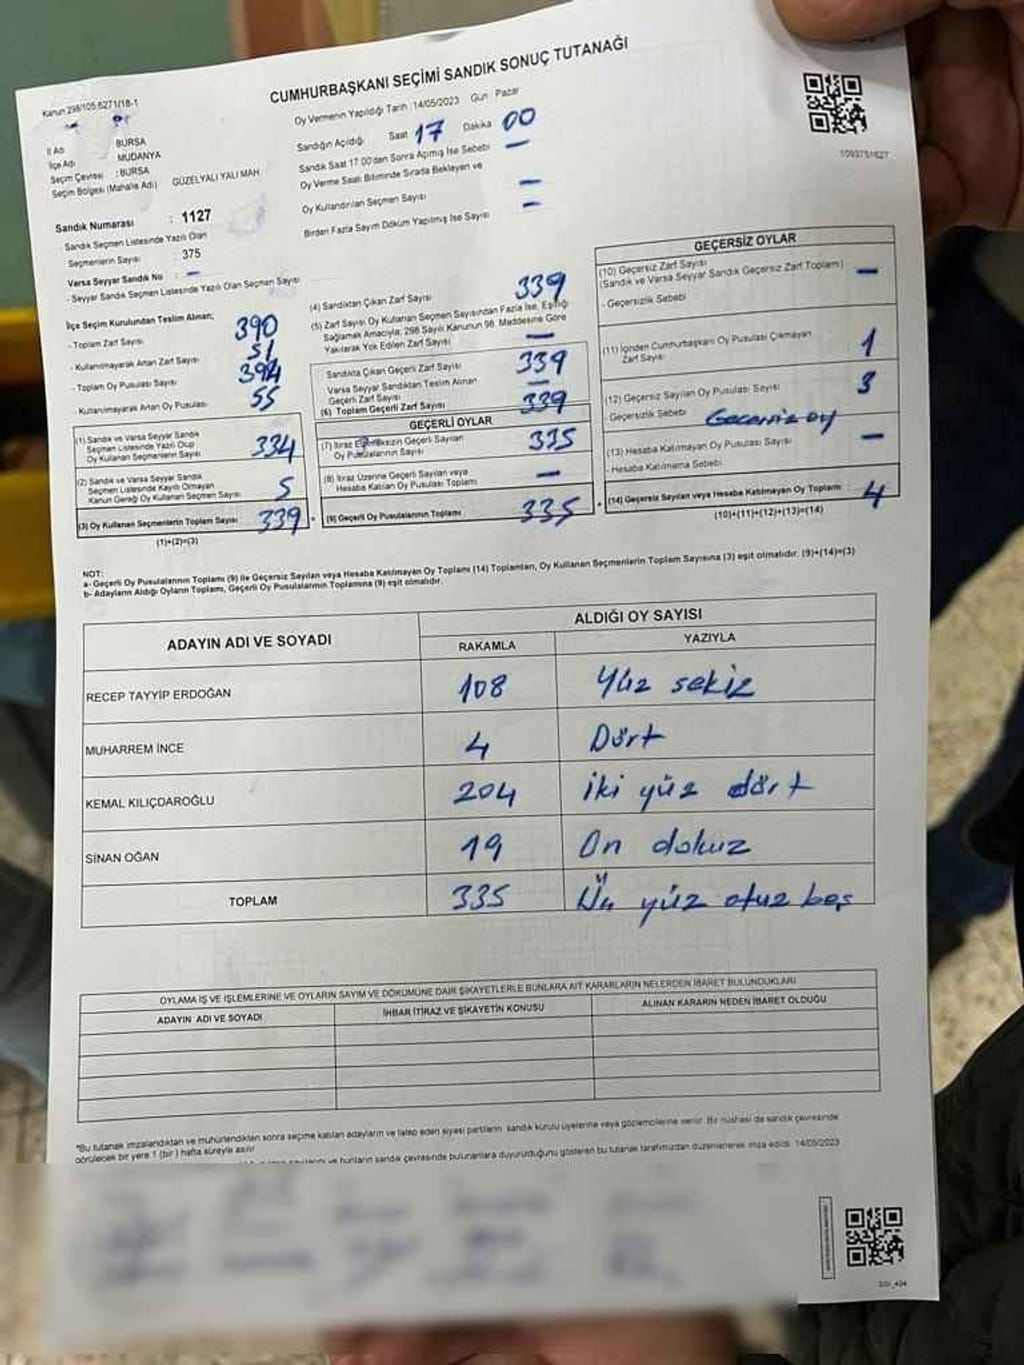 CUMHURBAŞKANI SEÇİMİ SANDIK SONUÇ TUTANAĞI
Kanun 298/105,6271/18-1
Oy Vermenin Yapıldığı Tarih :14/05/2023 Gün : Pazar
Sandığın Açıldığı Saat 17 Dakika 00
Sandık Saat 17:00'den Sonra Açılmış İse Sebebi —
Oy Verme Saati Bitiminde Sırada Bekleyen ve
Oy Kullandırılan Seçmen Sayısı —
Birden Fazla Sayım Döküm Yapılmış İse Sayısı —
1093751627
İl Adı : BURSA
İlçe Adı : MUDANYA
Seçim Çevresi : BURSA
Seçim Bölgesi (Mahalle Adı) GÜZELYALI YALI MAH.
Sandık Numarası : 1127
- Sandık Seçmen Listesinde Yazılı Olan
Seçmenlerin Sayısı : 375
Varsa Seyyar Sandık No : —
- Seyyar Sandık Seçmen Listesinde Yazılı Olan Seçmen Sayısı
İlçe Seçim Kurulundan Teslim Alınan;
- Toplam Zarf Sayısı 390
- Kullanılmayarak Artan Zarf Sayısı 51
- Toplam Oy Pusulası Sayısı 394
- Kullanılmayarak Artan Oy Pusulası 55
(1) Sandık ve Varsa Seyyar Sandık
Seçmen Listesinde Yazılı Olup
Oy Kullanan Seçmenlerin Sayısı 334
(2) Sandık ve Varsa Seyyar Sandık
Seçmen Listesinde Kayıtlı Olmayan
Kanun Gereği Oy Kullanan Seçmen Sayısı 5
(3) Oy Kullanan Seçmenlerin Toplam Sayısı 339
(1)+(2)=(3)
(4) Sandıktan Çıkan Zarf Sayısı 339
(5) Zarf Sayısı Oy Kullanan Seçmen Sayısından Fazla İse, Eşitliği
Sağlamak Amacıyla; 298 Sayılı Kanunun 98. Maddesine Göre
Yakılarak Yok Edilen Zarf Sayısı —
Sandıkta Çıkan Geçerli Zarf Sayısı 339
Varsa Seyyar Sandıktan Teslim Alınan
Geçerli Zarf Sayısı —
(6) Toplam Geçerli Zarf Sayısı 339
GEÇERLİ OYLAR
(7) İtiraz Edilmeksizin Geçerli Sayılan
Oy Pusulalarının Sayısı 335
(8) İtiraz Üzerine Geçerli Sayılan veya
Hesaba Katılan Oy Pusulası Toplamı —
(9) Geçerli Oy Pusulalarının Toplamı 335
GEÇERSİZ OYLAR
(10) Geçersiz Zarf Sayısı
(Sandık ve Varsa Seyyar Sandık Geçersiz Zarf Toplamı) —
- Geçersizlik Sebebi
(11) İçinden Cumhurbaşkanı Oy Pusulası Çıkmayan
Zarf Sayısı 1
(12) Geçersiz Sayılan Oy Pusulası Sayısı 3
- Geçersizlik Sebebi Geçersiz oy
(13) Hesaba Katılmayan Oy Pusulası Sayısı —
- Hesaba Katılmama Sebebi
(14) Geçersiz Sayılan veya Hesaba Katılmayan Oy Toplamı 4
(10)+(11)+(12)+(13)=(14)
NOT:
a- Geçerli Oy Pusulalarının Toplamı (9) ile Geçersiz Sayılan veya Hesaba Katılmayan Oy Toplamı (14) Toplamları, Oy Kullanan Seçmenlerin Toplam Sayısına (3) eşit olmalıdır. (9)+(14)=(3)
b- Adayların Aldığı Oyların Toplamı, Geçerli Oy Pusulalarının Toplamına (9) eşit olmalıdır.
ADAYIN ADI VE SOYADI ALDIĞI OY SAYISI
RAKAMLA YAZIYLA
RECEP TAYYİP ERDOĞAN 108 Yüz sekiz
MUHARREM İNCE 4 Dört
KEMAL KILIÇDAROĞLU 204 iki yüz dört
SİNAN OĞAN 19 On dokuz
TOPLAM 335 Üç yüz otuz beş
OYLAMA İŞ VE İŞLEMLERİNE VE OYLARIN SAYIM VE DÖKÜMÜNE DAİR ŞİKAYETLERLE BUNLARA AİT KARARLARIN NELERDEN İBARET BULUNDUKLARI
ADAYIN ADI VE SOYADI İHBAR İTİRAZ VE ŞİKAYETİN KONUSU ALINAN KARARIN NEDEN İBARET OLDUĞU
*Bu tutanak imzalandıktan ve mühürlendikten sonra seçime katılan adayların ve talep eden siyasi partilerin sandık kurulu üyelerine veya gözlemcilerine verilir. Bir nüshası da sandık çevresinde
görülecek bir yere 1 (bir) hafta süreyle asılır
ve bunların sandık çevresinde bulunanlara duyurulduğunu gösteren bu tutanak tarafımızdan düzenlenerek imza edildi. 14/05/2023